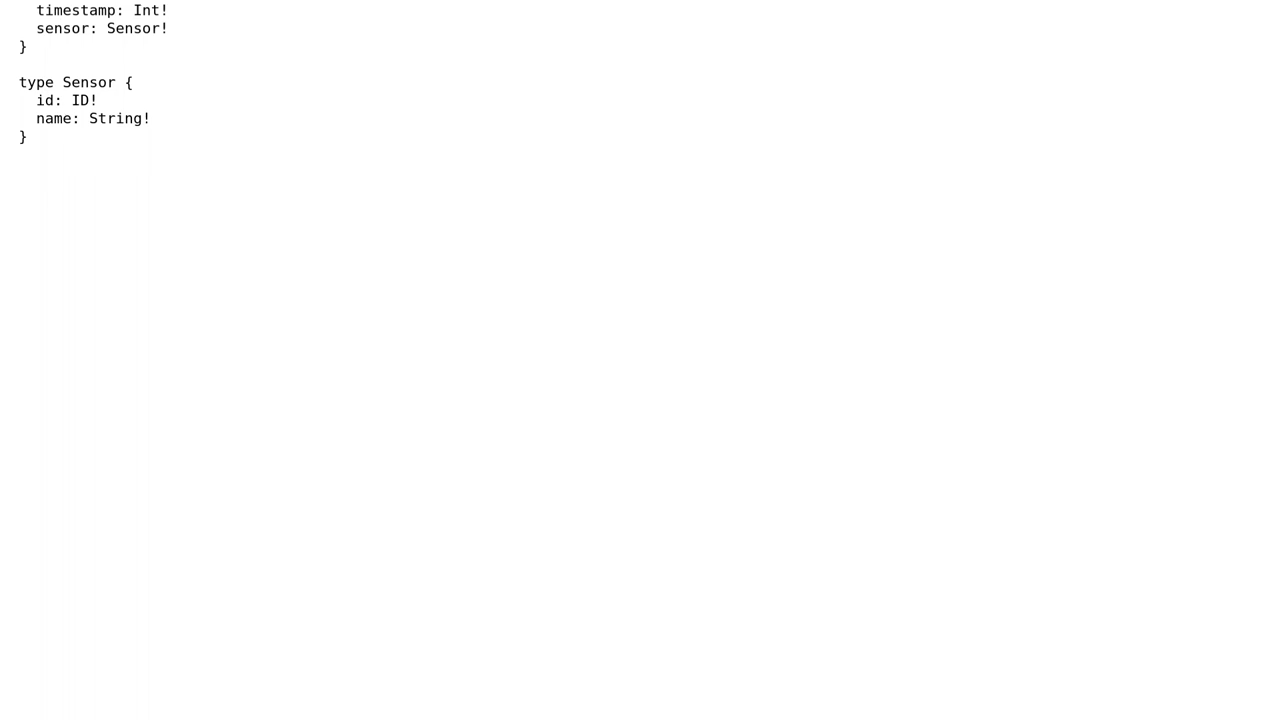 timestamp: Int!
  sensor: Sensor!
}

type Sensor {
  id: ID!
  name: String!
}